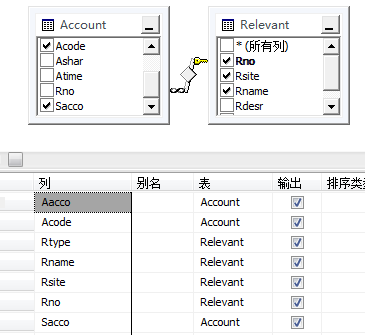 Account
Acode
Ashar
Atime
Rno
Sacco
Relevant
* (所有列)
Rno
Rsite
Rname
Rdesr
列 别名 表 输出 排序类
Aacco Account
Acode Account
Rtype Relevant
Rname Relevant
Rsite Relevant
Rno Relevant
Sacco Account